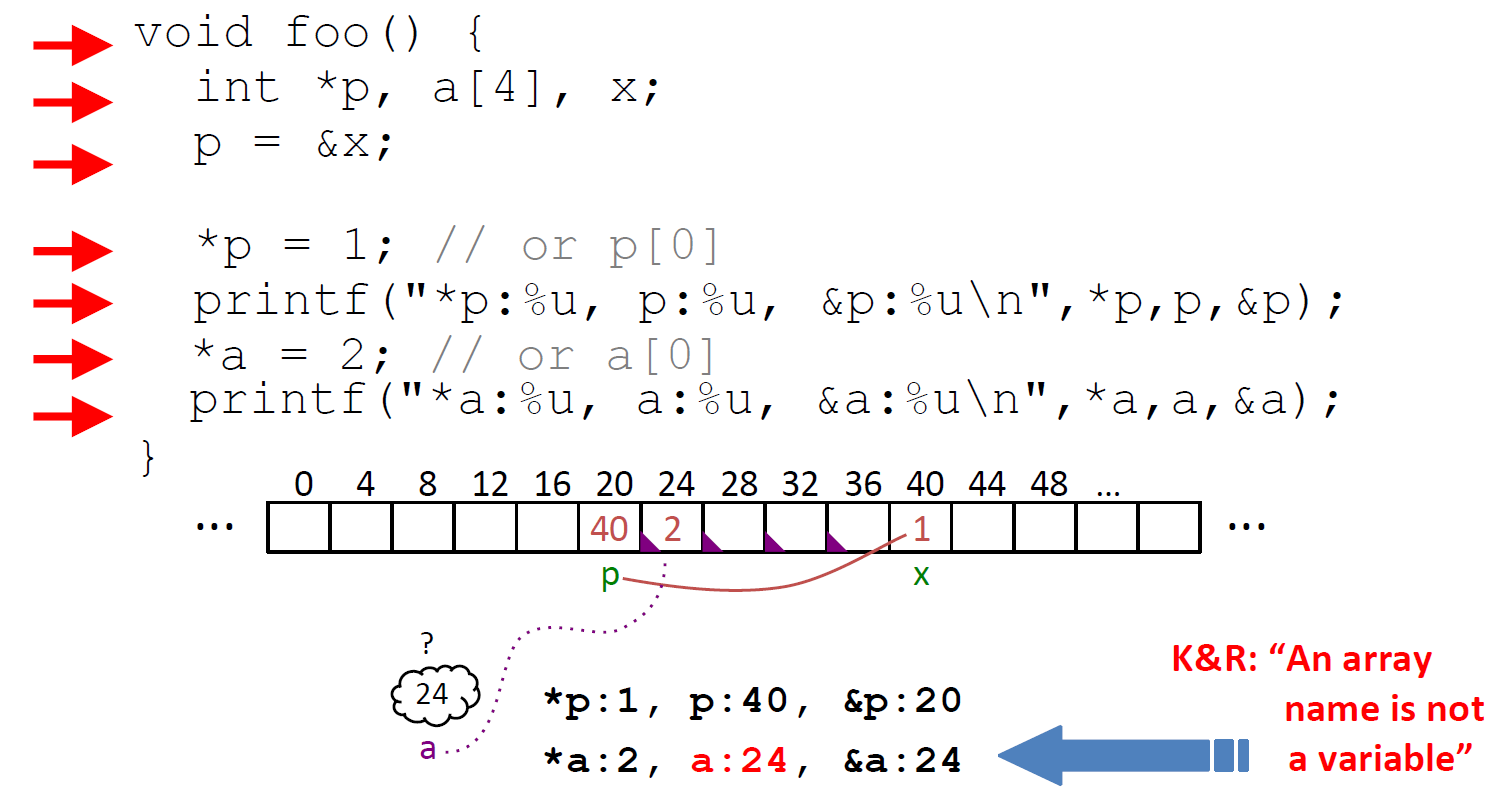 void foo() {
int *p, a[4], x;
p = &x;
*p = 1; // or p[0]
printf("*p:%u, p:%u, &p:%u\n",*p,p,&p);
*a = 2; // or a[0]
printf("*a:%u, a:%u, &a:%u\n",*a,a,&a);
}
0 4 8 12 16 20 24 28 32 36 40 44 48 ...
... 40 2 1 ...
p x
?
24
a
*p:1, p:40, &p:20
*a:2, a:24, &a:24
K&R: “An array
name is not
a variable”